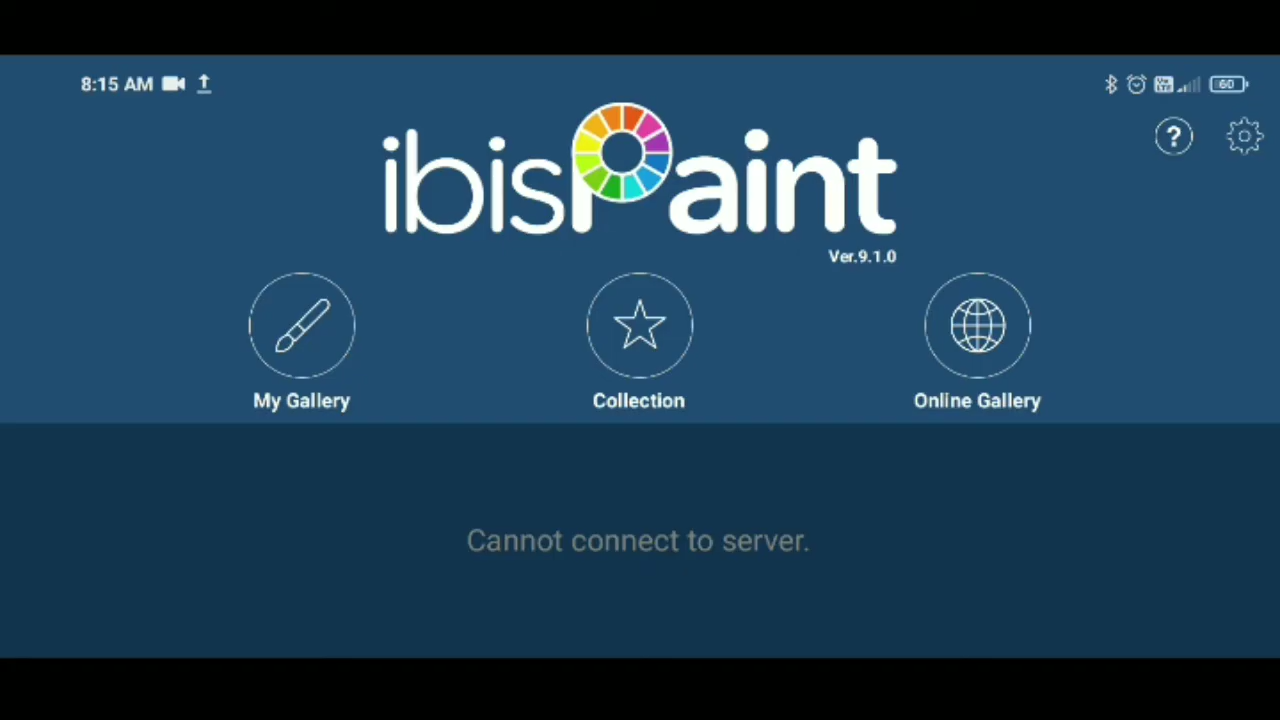 8:15 AM
60
?
ibisPaint
Ver.9.1.0
My Gallery
Collection
Online Gallery
Cannot connect to server.